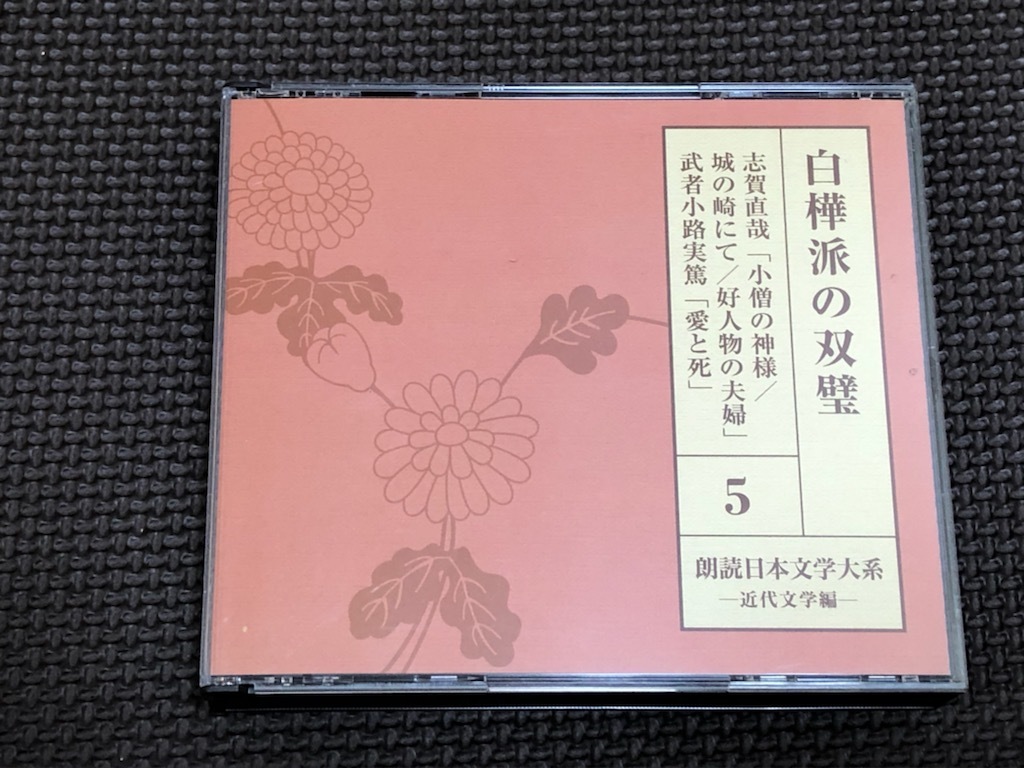 白樺派の双璧
志賀直哉「小僧の神様／
城の崎にて／好人物の夫婦」
武者小路実篤「愛と死」
5
朗読日本文学大系
―近代文学編―